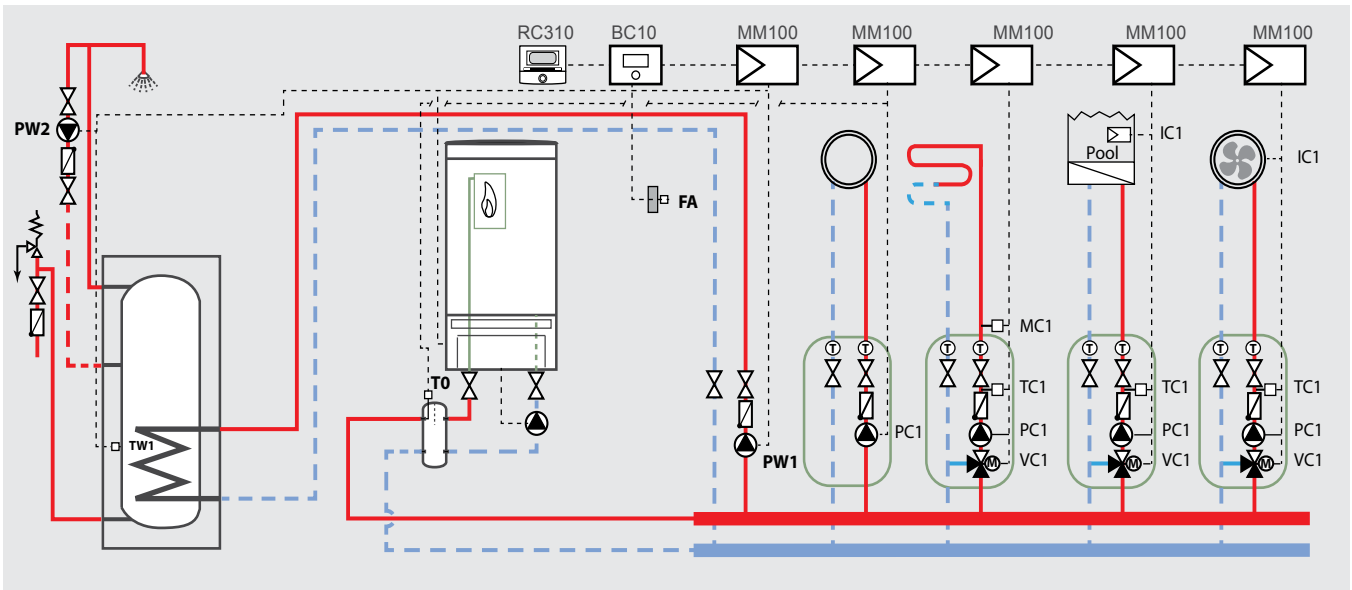 RC310 BC10 MM100 MM100 MM100 MM100 MM100
PW2
IC1
Pool
IC1
FA
MC1
T T T T T T T T
T0
TC1 TC1 TC1
PC1 PC1 PC1 PC1
TW1
PW1
M VC1 M VC1 M VC1